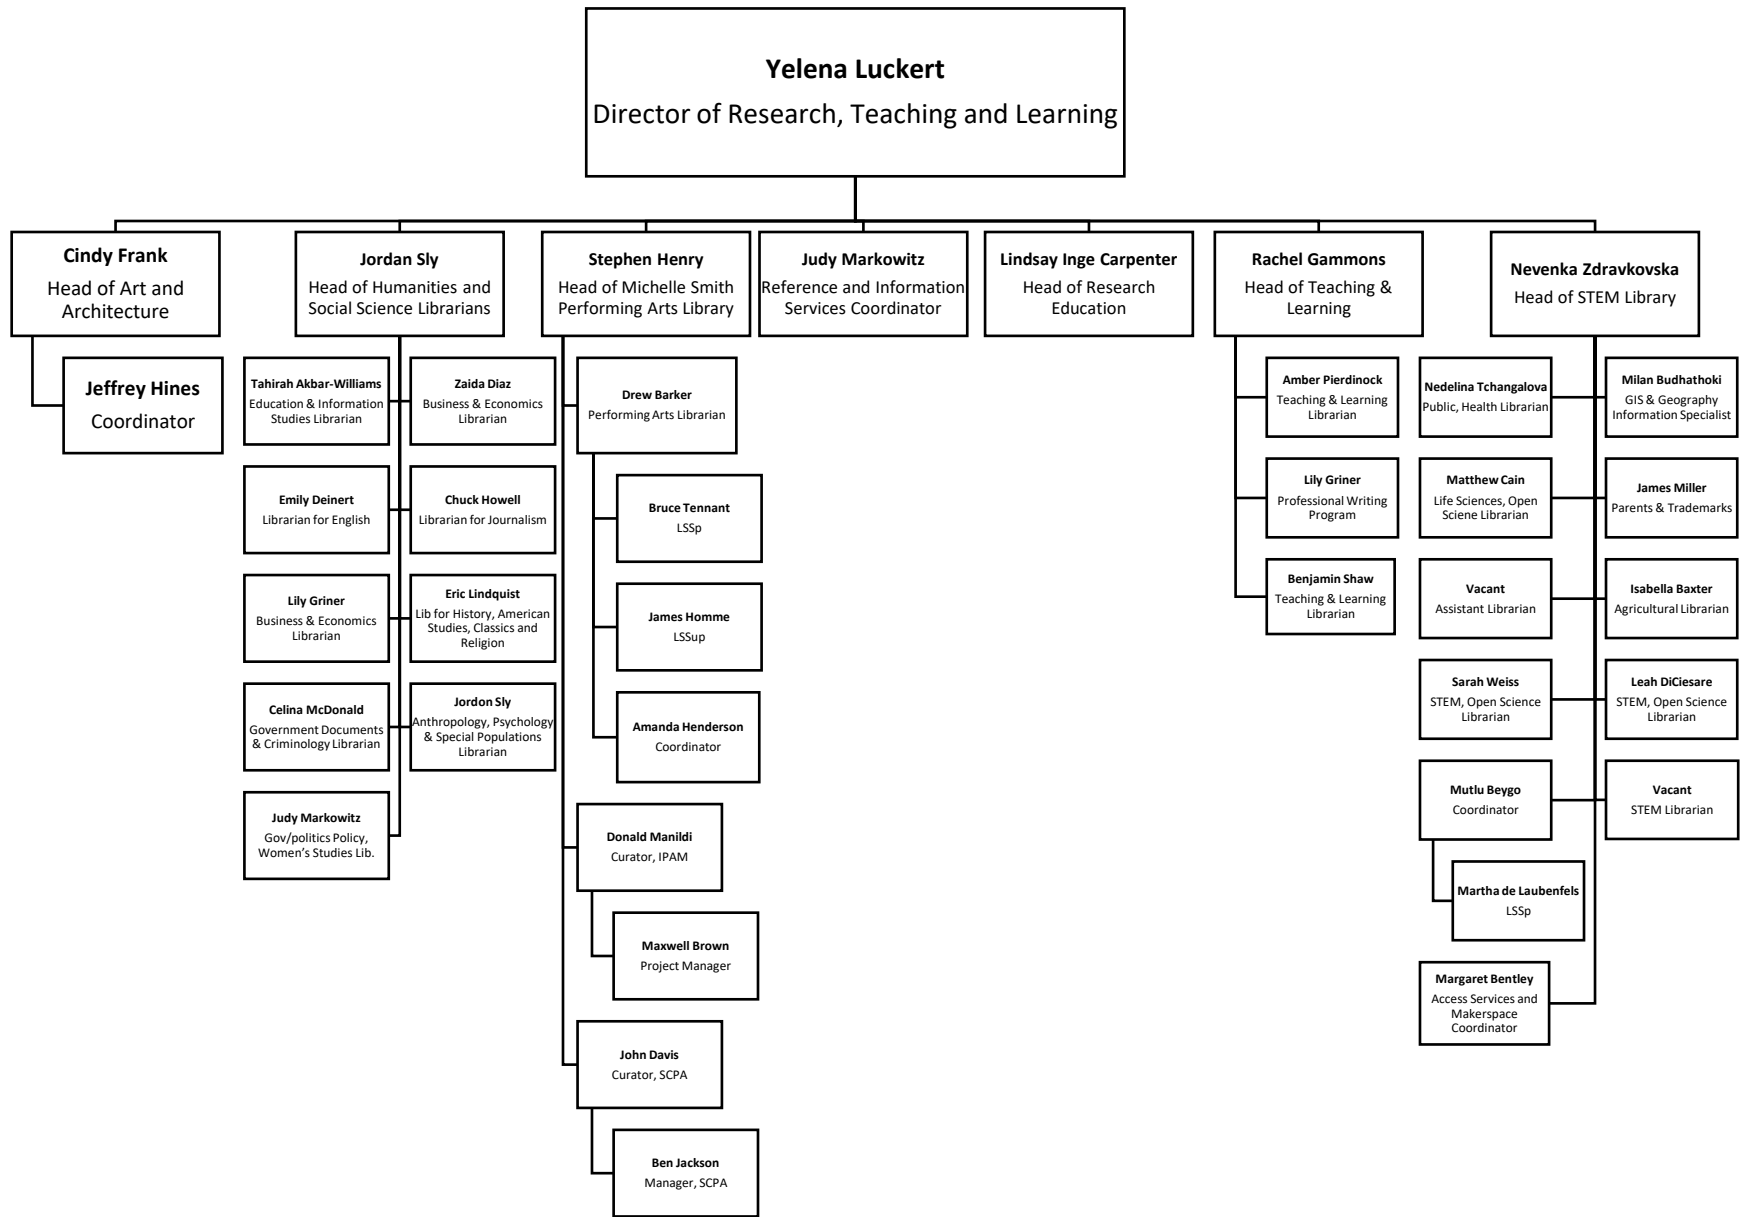 Yelena Luckert
Director of Research, Teaching and Learning
Cindy Frank
Head of Art and
Architecture
Jeffrey Hines
Coordinator
Jordan Sly
Head of Humanities and
Social Science Librarians
Tahirah Akbar-Williams
Education & Information
Studies Librarian
Zaida Diaz
Business & Economics
Librarian
Emily Deinert
Librarian for English
Chuck Howell
Librarian for Journalism
Lily Griner
Business & Economics
Librarian
Eric Lindquist
Lib for History, American
Studies, Classics and
Religion
Celina McDonald
Government Documents
& Criminology Librarian
Jordon Sly
Anthropology, Psychology
& Special Populations
Librarian
Judy Markowitz
Gov/politics Policy,
Women’s Studies Lib.
Stephen Henry
Head of Michelle Smith
Performing Arts Library
Drew Barker
Performing Arts Librarian
Bruce Tennant
LSSp
James Homme
LSSup
Amanda Henderson
Coordinator
Donald Manildi
Curator, IPAM
Maxwell Brown
Project Manager
John Davis
Curator, SCPA
Ben Jackson
Manager, SCPA
Judy Markowitz
Reference and Information
Services Coordinator
Lindsay Inge Carpenter
Head of Research
Education
Rachel Gammons
Head of Teaching &
Learning
Amber Pierdinock
Teaching & Learning
Librarian
Lily Griner
Professional Writing
Program
Benjamin Shaw
Teaching & Learning
Librarian
Nevenka Zdravkovska
Head of STEM Library
Nedelina Tchangalova
Public, Health Librarian
Milan Budhathoki
GIS & Geography
Information Specialist
Matthew Cain
Life Sciences, Open
Sciene Librarian
James Miller
Parents & Trademarks
Vacant
Assistant Librarian
Isabella Baxter
Agricultural Librarian
Sarah Weiss
STEM, Open Science
Librarian
Leah DiCiesare
STEM, Open Science
Librarian
Mutlu Beygo
Coordinator
Vacant
STEM Librarian
Martha de Laubenfels
LSSp
Margaret Bentley
Access Services and
Makerspace
Coordinator